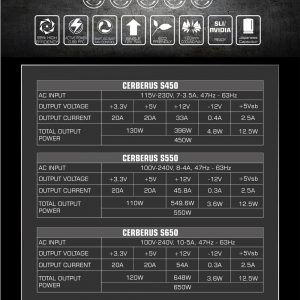 SLI/
NVIDIA
READY
Japanese
CERBERUS S450
AC INPUT 115V-230V, 7-3.5A, 47Hz - 63Hz
OUTPUT VOLTAGE +3.3V +5V +12V -12V +5Vsb
OUTPUT CURRENT 20A 20A 33A 0.4A 2.5A
TOTAL OUTPUT POWER 130W 396W 4.8W 12.5W
450W
CERBERUS S550
AC INPUT 100V-240V, 8-4A, 47Hz - 63Hz
OUTPUT VOLTAGE +3.3V +5V +12V -12V +5Vsb
OUTPUT CURRENT 20A 20A 45.8A 0.3A 2.5A
TOTAL OUTPUT POWER 110W 549.6W 3.6W 12.5W
550W
CERBERUS S650
AC INPUT 100V-240V, 10-5A, 47Hz - 63Hz
OUTPUT VOLTAGE +3.3V +5V +12V -12V +5Vsb
OUTPUT CURRENT 20A 20A 54A 0.3A 2.5A
TOTAL OUTPUT POWER 120W 648W 3.6W 12.5W
650W